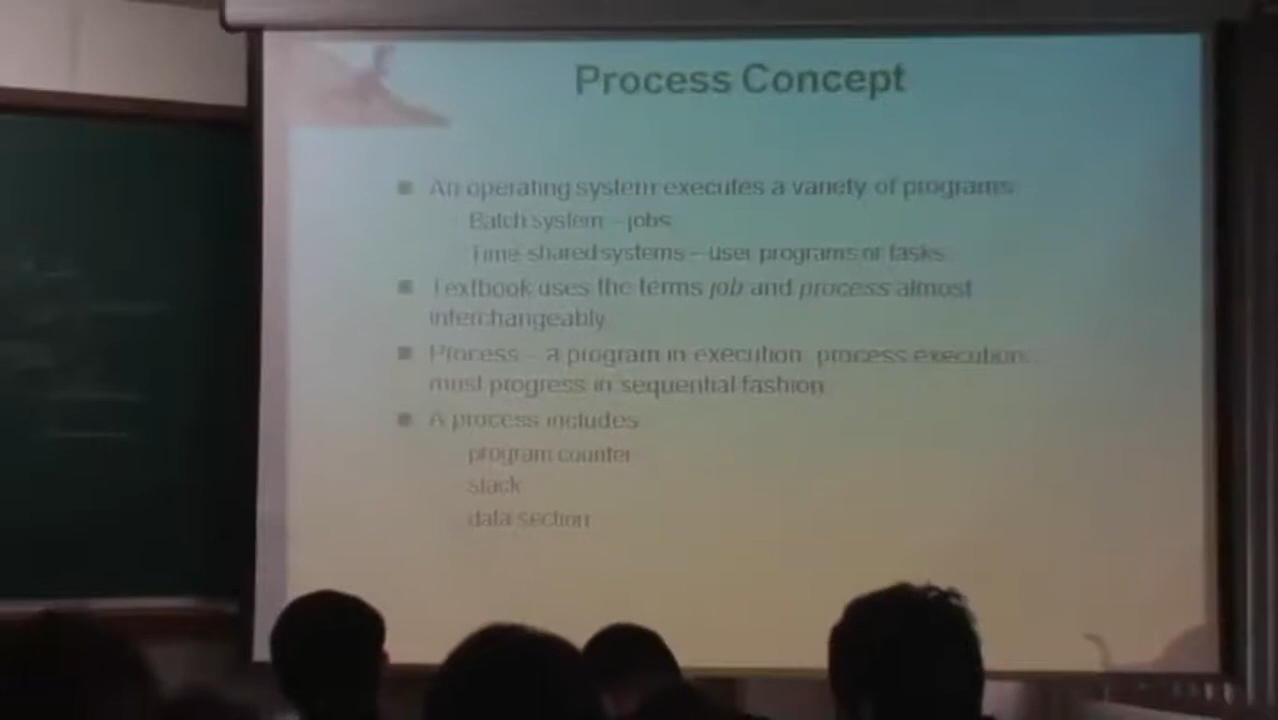 Process Concept
An operating system executes a variety of programs
Batch system – jobs
Time-shared systems – user programs or tasks
Textbook uses the terms job and process almost
interchangeably
Process – a program in execution process execution
must progress in sequential fashion
A process includes
program counter
stack
data section